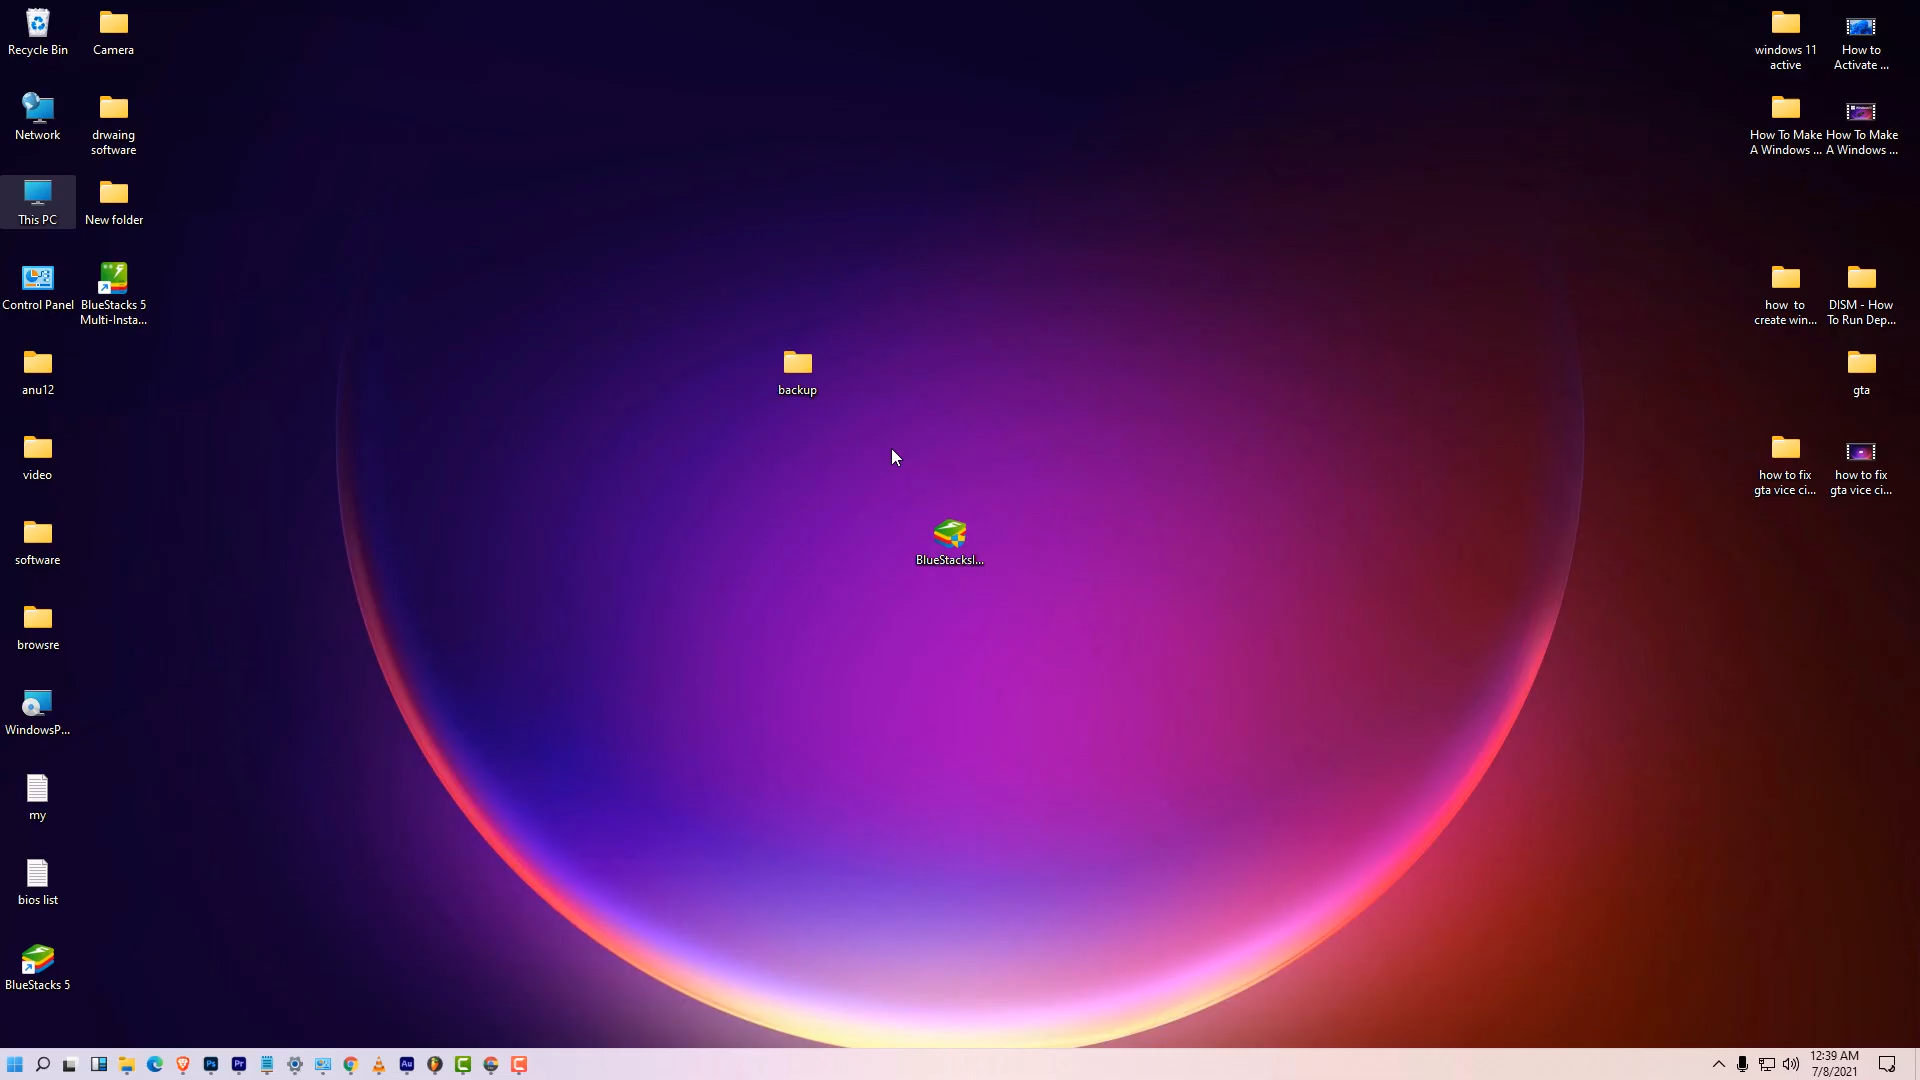 Recycle Bin
Camera
windows 11
active
How to
Activate ...
Network
drwaing
software
How To Make
A Windows ...
How To Make
A Windows ...
This PC
New folder
Control Panel
BlueStacks 5
Multi-Insta...
how to
create win...
DISM - How
To Run Dep...
anu12
backup
gta
video
how to fix
gta vice ci...
how to fix
gta vice ci...
software
BlueStacksI...
browsre
WindowsP...
my
bios list
BlueStacks 5
Ps
Pr
Au
12:39 AM
7/8/2021